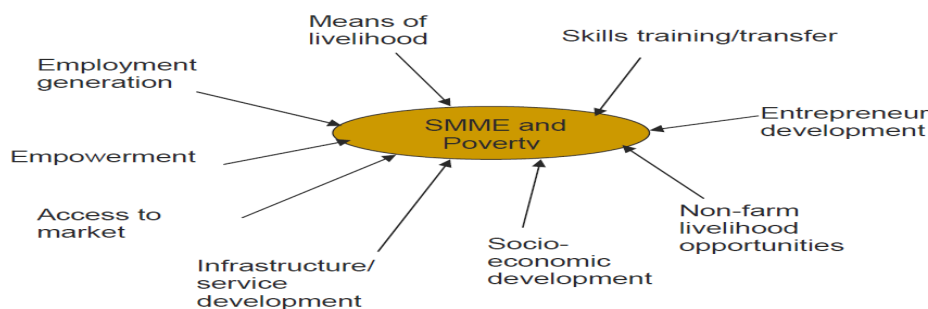 Means of
livelihood
Skills training/transfer
Employment
generation
Entrepreneur
development
SMME and
Poverty
Empowerment
Access to
market
Non-farm
livelihood
opportunities
Socio-
economic
development
Infrastructure/
service
development